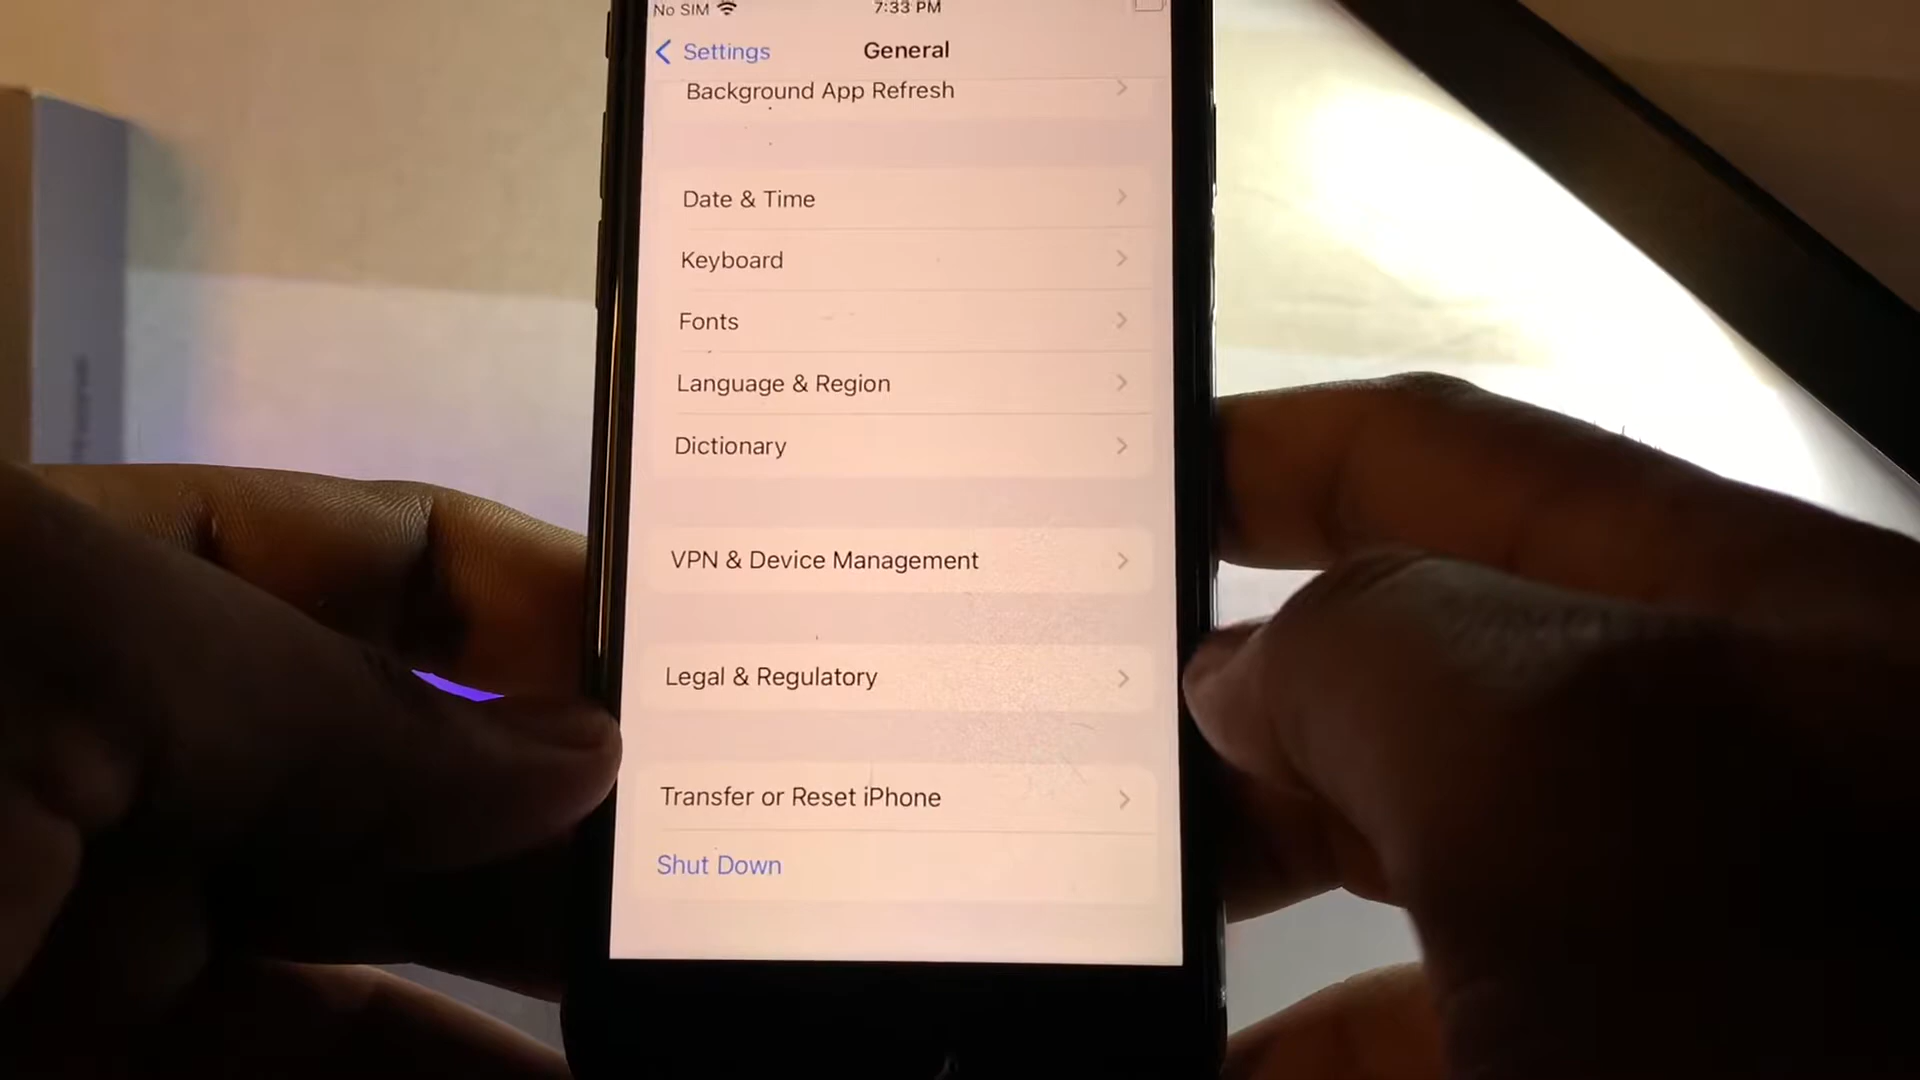 No SIM 7:33 PM
Settings General
Background App Refresh
Date & Time
Keyboard
Fonts
Language & Region
Dictionary
VPN & Device Management
Legal & Regulatory
Transfer or Reset iPhone
Shut Down